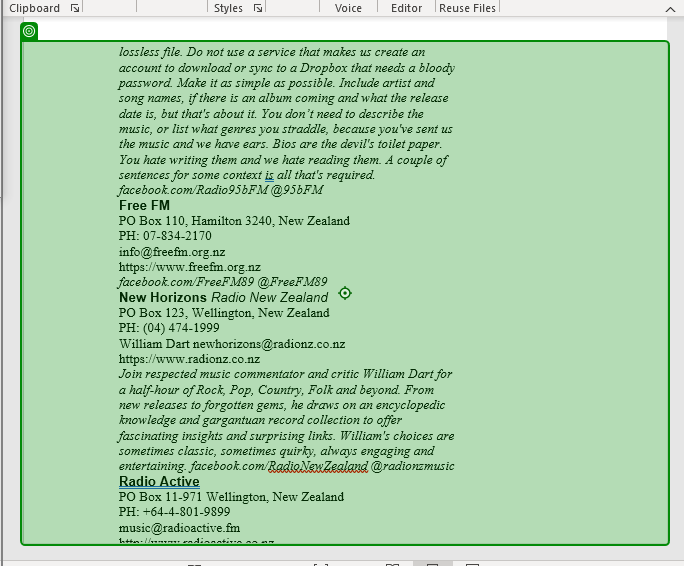 Clipboard Styles Voice Editor Reuse Files
lossless file. Do not use a service that makes us create an
account to download or sync to a Dropbox that needs a bloody
password. Make it as simple as possible. Include artist and
song names, if there is an album coming and what the release
date is, but that's about it. You don't need to describe the
music, or list what genres you straddle, because you've sent us
the music and we have ears. Bios are the devil's toilet paper.
You hate writing them and we hate reading them. A couple of
sentences for some context is all that's required.
facebook.com/Radio95bFM @95bFM
Free FM
PO Box 110, Hamilton 3240, New Zealand
PH: 07-834-2170
info@freefm.org.nz
https://www.freefm.org.nz
facebook.com/FreeFM89 @FreeFM89
New Horizons Radio New Zealand
PO Box 123, Wellington, New Zealand
PH: (04) 474-1999
William Dart newhorizons@radionz.co.nz
https://www.radionz.co.nz
Join respected music commentator and critic William Dart for
a half-hour of Rock, Pop, Country, Folk and beyond. From
new releases to forgotten gems, he draws on an encyclopedic
knowledge and gargantuan record collection to offer
fascinating insights and surprising links. William's choices are
sometimes classic, sometimes quirky, always engaging and
entertaining. facebook.com/RadioNewZealand @radionzmusic
Radio Active
PO Box 11-971 Wellington, New Zealand
PH: +64-4-801-9899
music@radioactive.fm
http://www.radioactive.co.nz